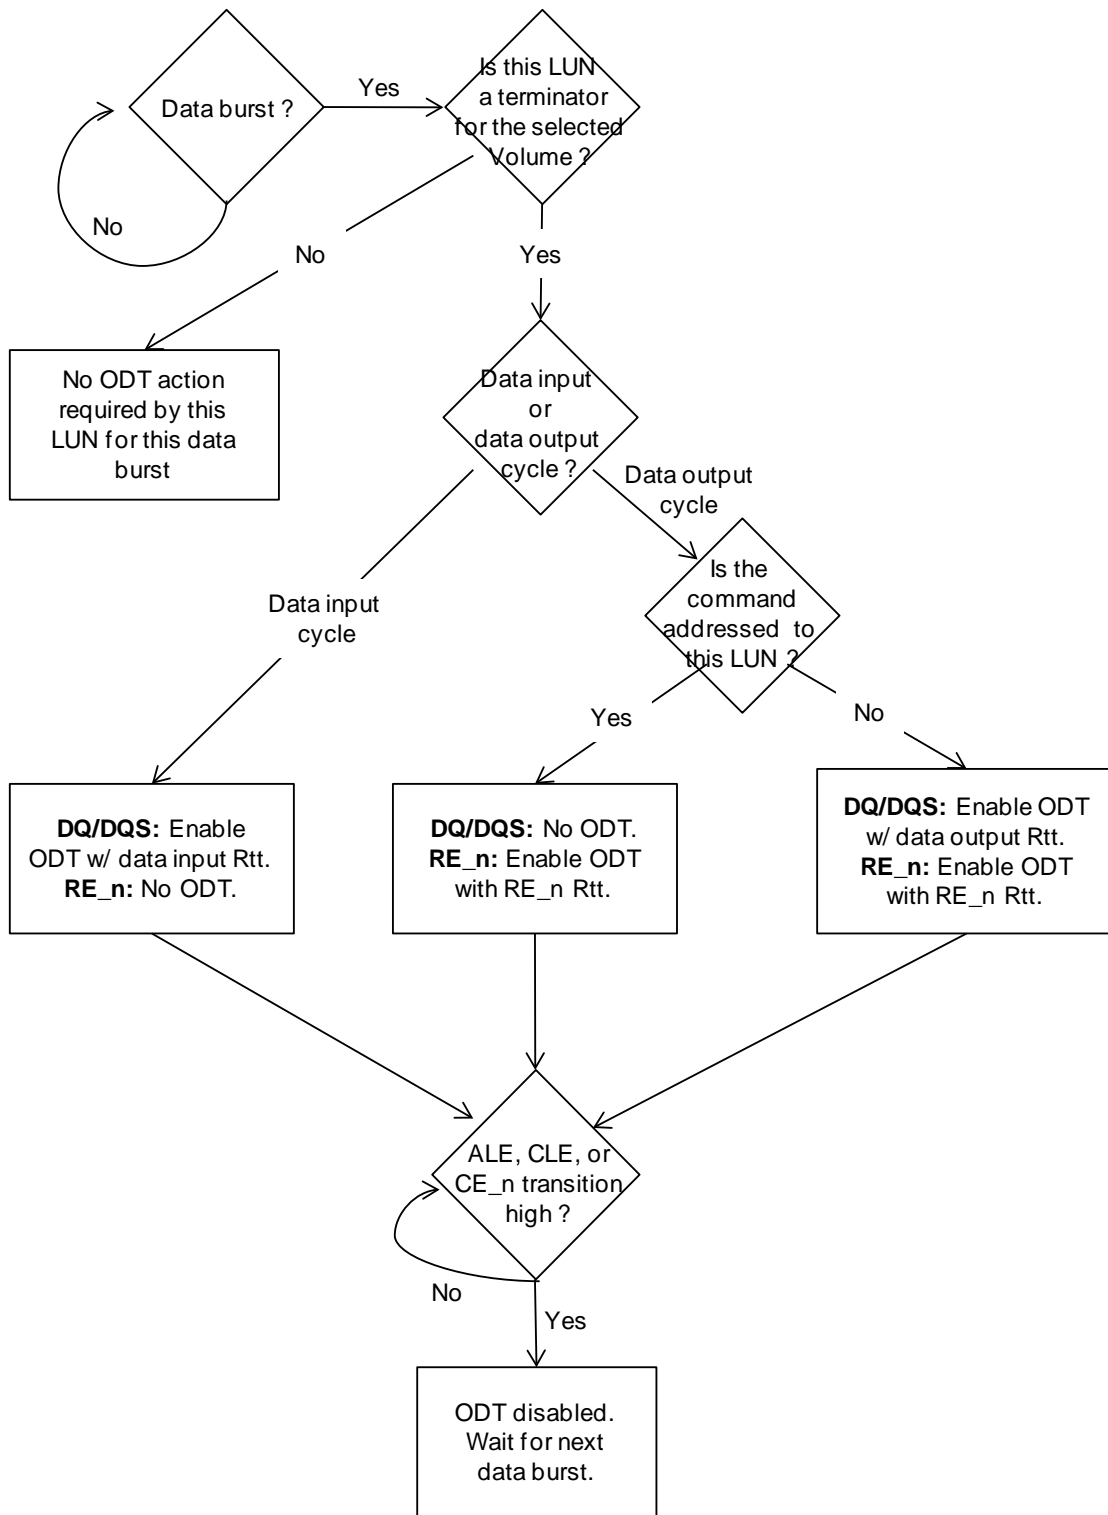 Data burst ?
Yes
Is this LUN
a terminator
for the selected
Volume ?
No
No
Yes
No ODT action
required by this
LUN for this data
burst
Data input
or
data output
cycle ?
Data output
cycle
Is the
command
addressed to
this LUN ?
Data input
cycle
Yes
No
DQ/DQS: Enable
ODT w/ data input Rtt.
RE_n: No ODT.
DQ/DQS: No ODT.
RE_n: Enable ODT
with RE_n Rtt.
DQ/DQS: Enable ODT
w/ data output Rtt.
RE_n: Enable ODT
with RE_n Rtt.
ALE, CLE, or
CE_n transition
high ?
No
Yes
ODT disabled.
Wait for next
data burst.